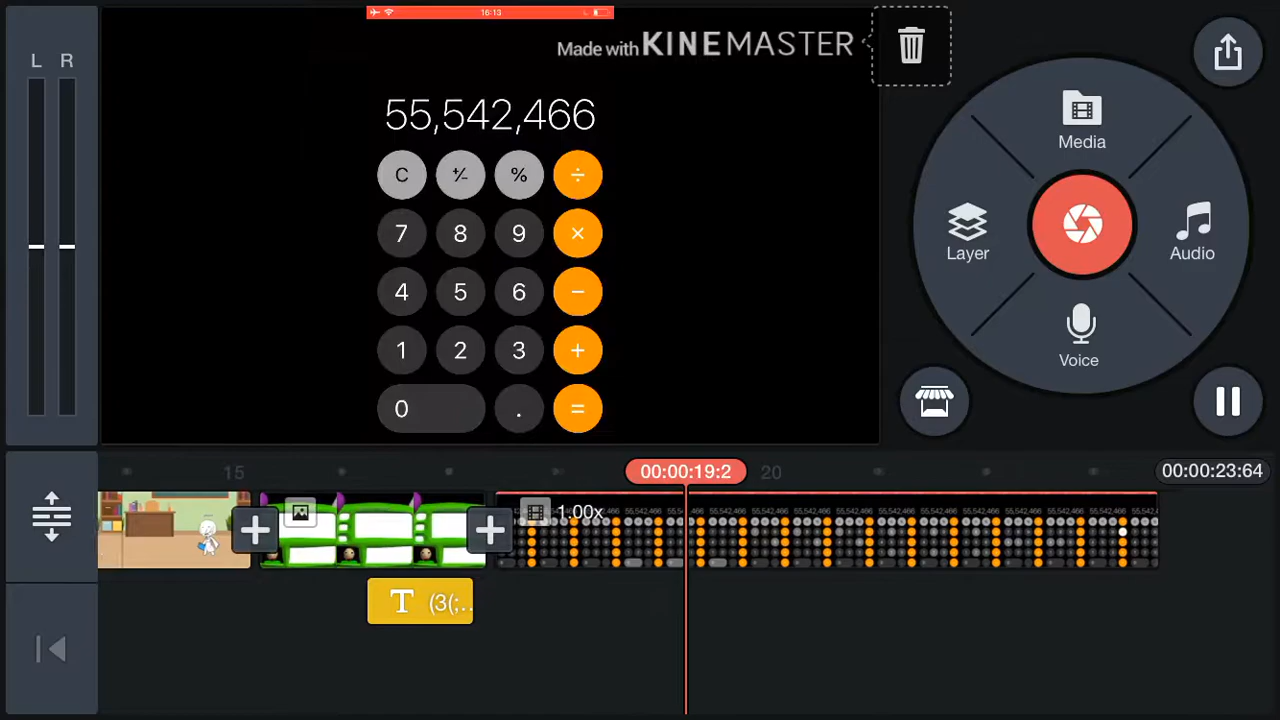 16:13
Made with KINEMASTER
L R
55,542,466
C +/- % ÷
7 8 9 ×
4 5 6 −
1 2 3 +
0 . =
Media
Layer
Audio
Voice
15
00:00:19:2
20
00:00:23:64
1.00x
T (3(;..